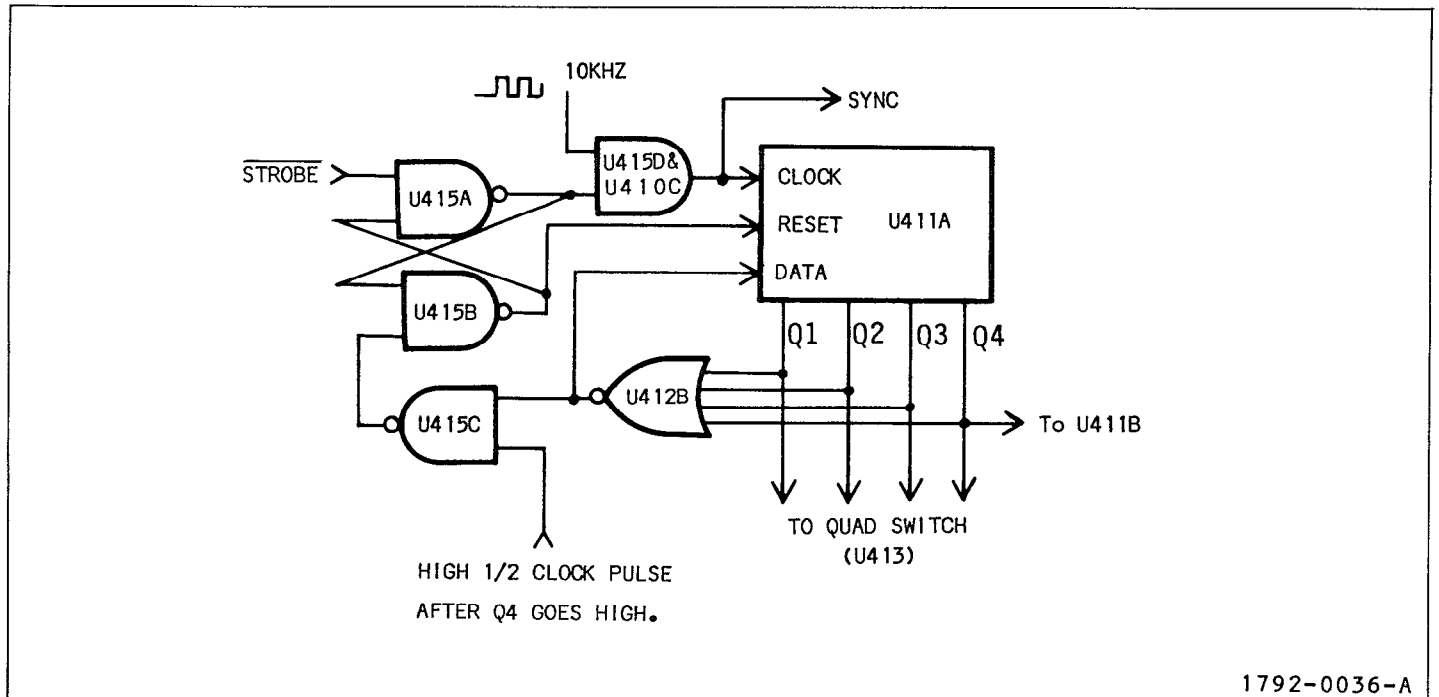 10KHZ
SYNC
STROBE
U415A
U415D&
U410C
CLOCK
RESET
DATA
U411A
U415B
Q1 Q2 Q3 Q4
U412B
U415C
To U411B
TO QUAD SWITCH
(U413)
HIGH 1/2 CLOCK PULSE
AFTER Q4 GOES HIGH.
1792-0036-A